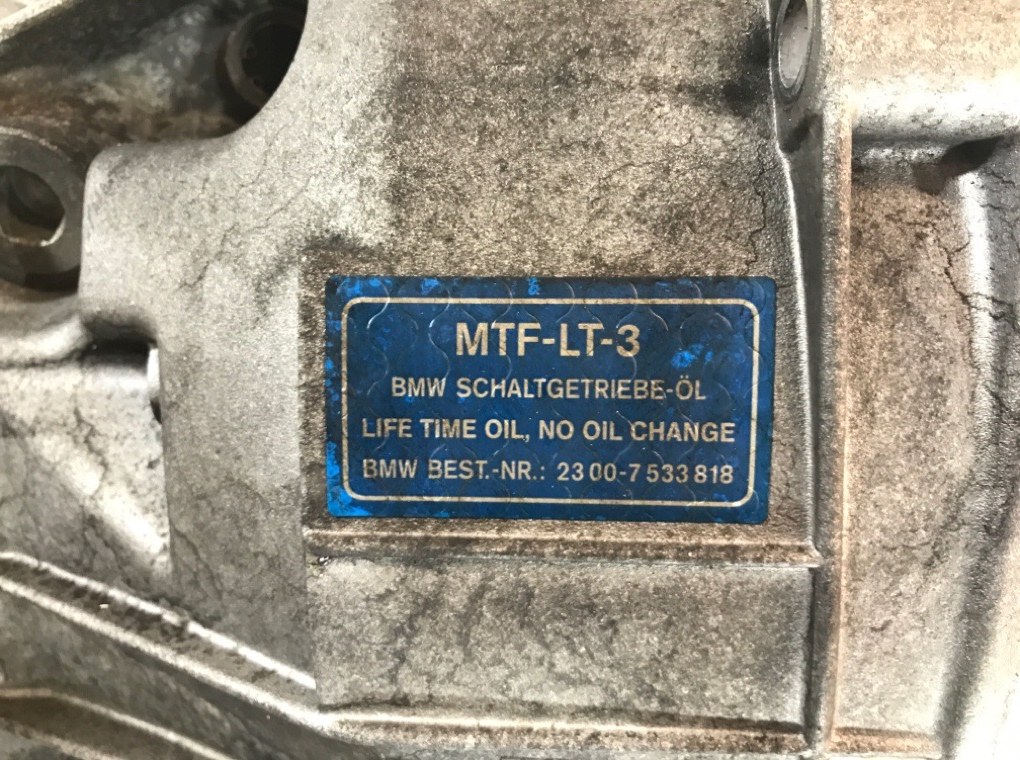 MTF-LT-3
BMW SCHALTGETRIEBE-ÖL
LIFE TIME OIL, NO OIL CHANGE
BMW BEST.-NR.: 23 00-7 533 818